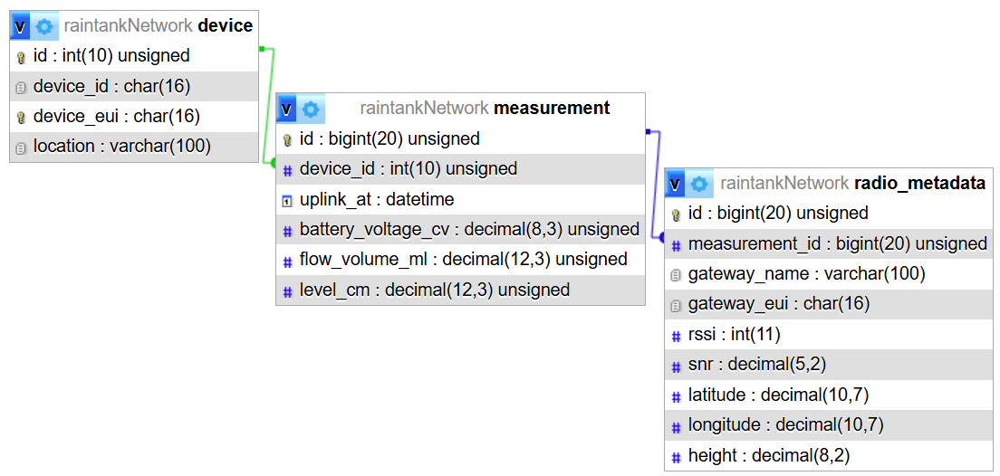 v raintankNetwork device
id : int(10) unsigned
device_id : char(16)
device_eui : char(16)
location : varchar(100)
v raintankNetwork measurement
id : bigint(20) unsigned
# device_id : int(10) unsigned
uplink_at : datetime
# battery_voltage_cv : decimal(8,3) unsigned
# flow_volume_ml : decimal(12,3) unsigned
# level_cm : decimal(12,3) unsigned
v raintankNetwork radio_metadata
id : bigint(20) unsigned
# measurement_id : bigint(20) unsigned
gateway_name : varchar(100)
gateway_eui : char(16)
# rssi : int(11)
# snr : decimal(5,2)
# latitude : decimal(10,7)
# longitude : decimal(10,7)
# height : decimal(8,2)